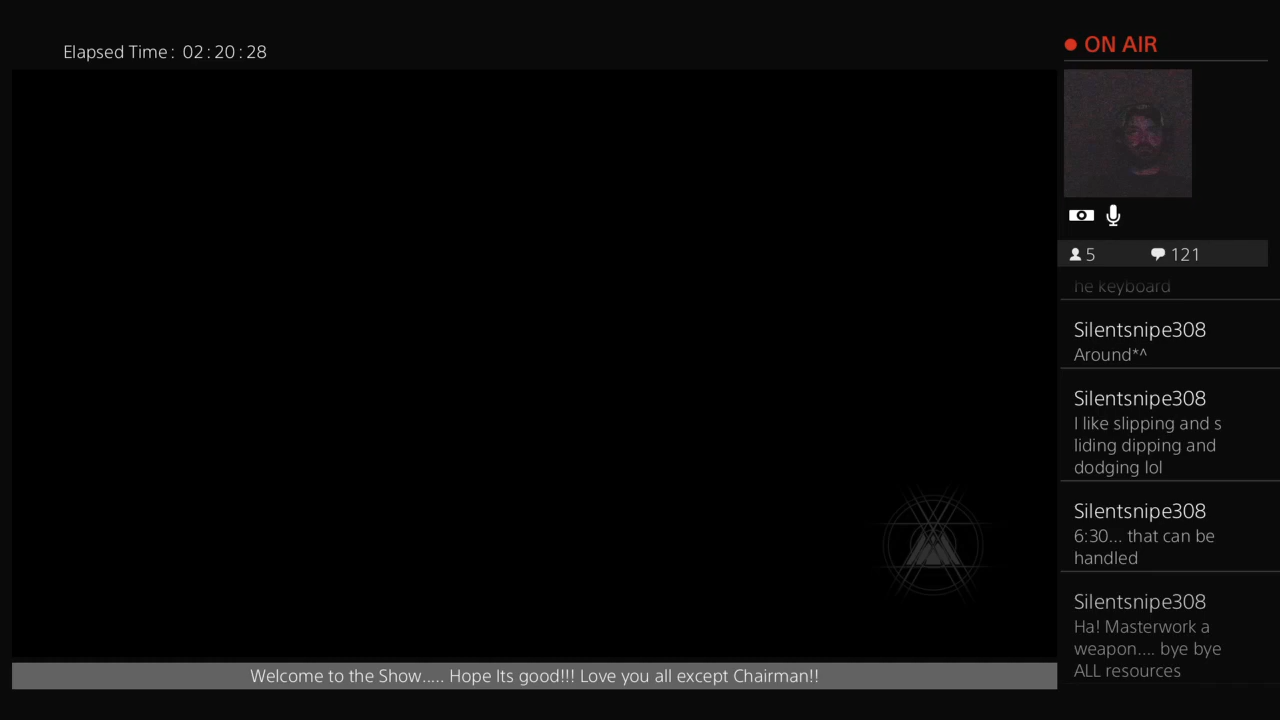 Elapsed Time: 02:20:28
ON AIR
5
121
he keyboard
Silentsnipe308
Around*^
Silentsnipe308
I like slipping and s
liding dipping and
dodging lol
Silentsnipe308
6:30... that can be
handled
Silentsnipe308
Ha! Masterwork a
weapon.... bye bye
ALL resources
Welcome to the Show..... Hope Its good!!! Love you all except Chairman!!